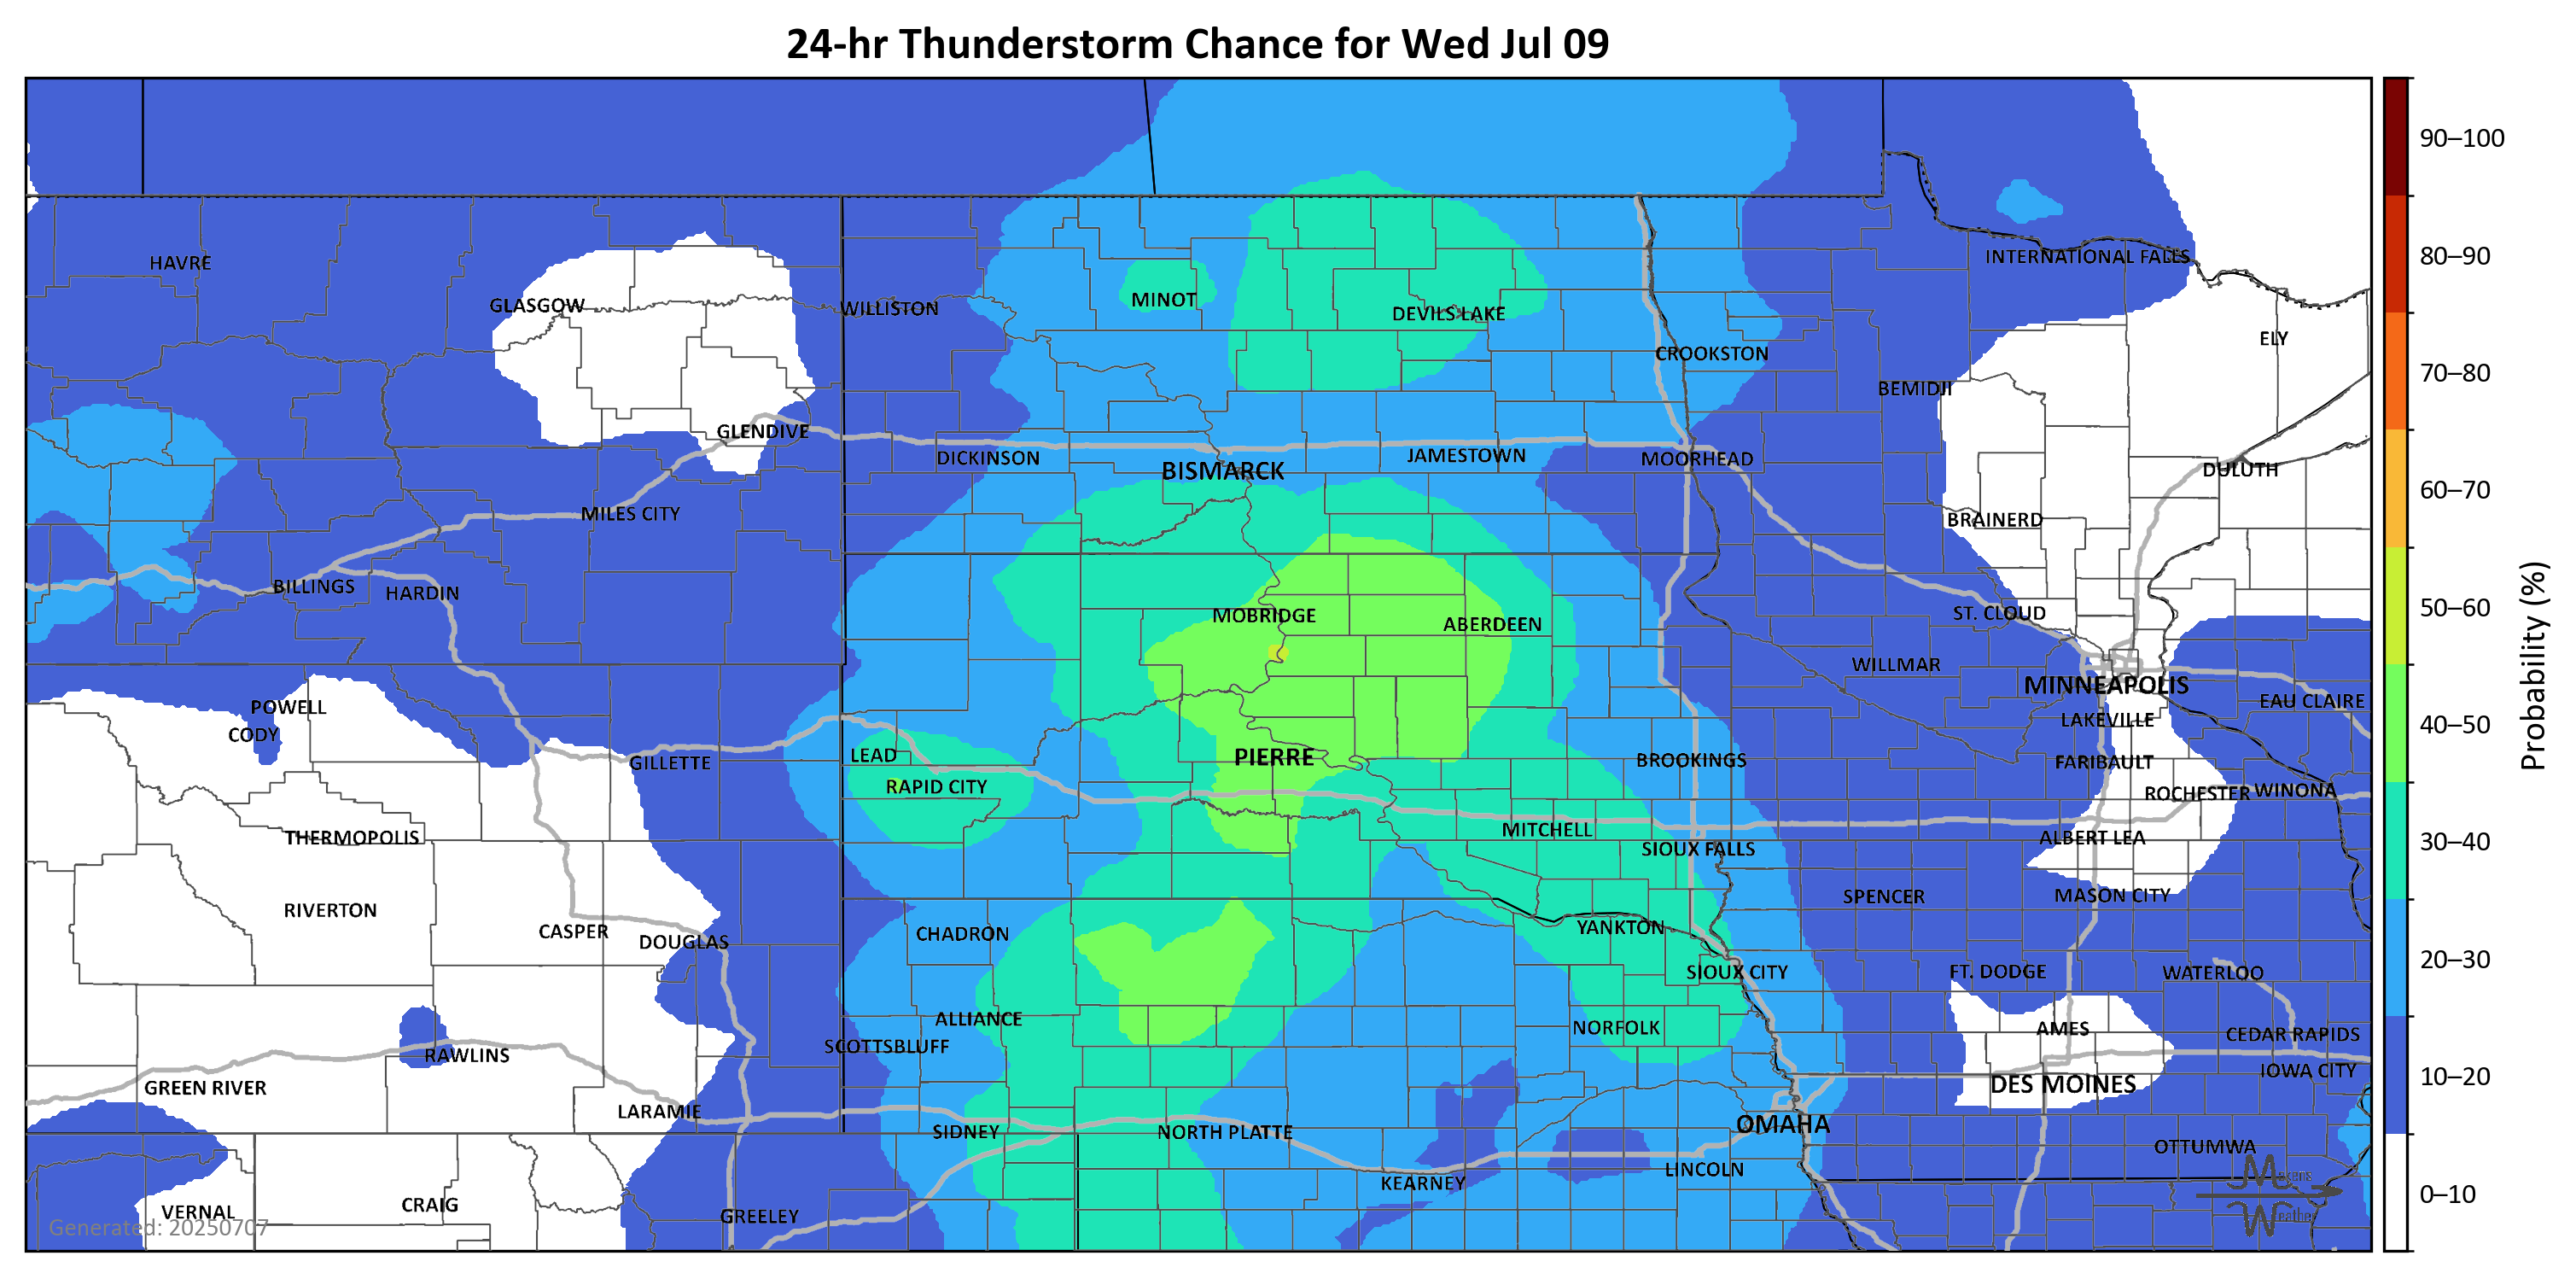 24-hr Thunderstorm Chance for Wed Jul 09
90–100
HAVRE
INTERNATIONAL FALLS
80–90
GLASGOW
WILLISTON
MINOT
DEVILS LAKE
ELY
CROOKSTON
70–80
BEMIDJI
GLENDIVE
DICKINSON
BISMARCK
JAMESTOWN
MOORHEAD
DULUTH
60–70
MILES CITY
BRAINERD
BILLINGS
HARDIN
50–60
MOBRIDGE
ABERDEEN
ST. CLOUD
WILLMAR
MINNEAPOLIS
Probability (%)
POWELL
EAU CLAIRE
CODY
LAKEVILLE
40–50
LEAD
PIERRE
BROOKINGS
FARIBAULT
GILLETTE
RAPID CITY
ROCHESTER
WINONA
THERMOPOLIS
MITCHELL
ALBERT LEA
30–40
SIOUX FALLS
RIVERTON
SPENCER
MASON CITY
CASPER
DOUGLAS
CHADRON
YANKTON
20–30
SIOUX CITY
FT. DODGE
WATERLOO
ALLIANCE
NORFOLK
AMES
CEDAR RAPIDS
SCOTTSBLUFF
RAWLINS
IOWA CITY
10–20
GREEN RIVER
DES MOINES
LARAMIE
SIDNEY
NORTH PLATTE
OMAHA
OTTUMWA
LINCOLN
KEARNEY
0–10
VERNAL
CRAIG
GREELEY
Generated: 20250707
Makens
Weather